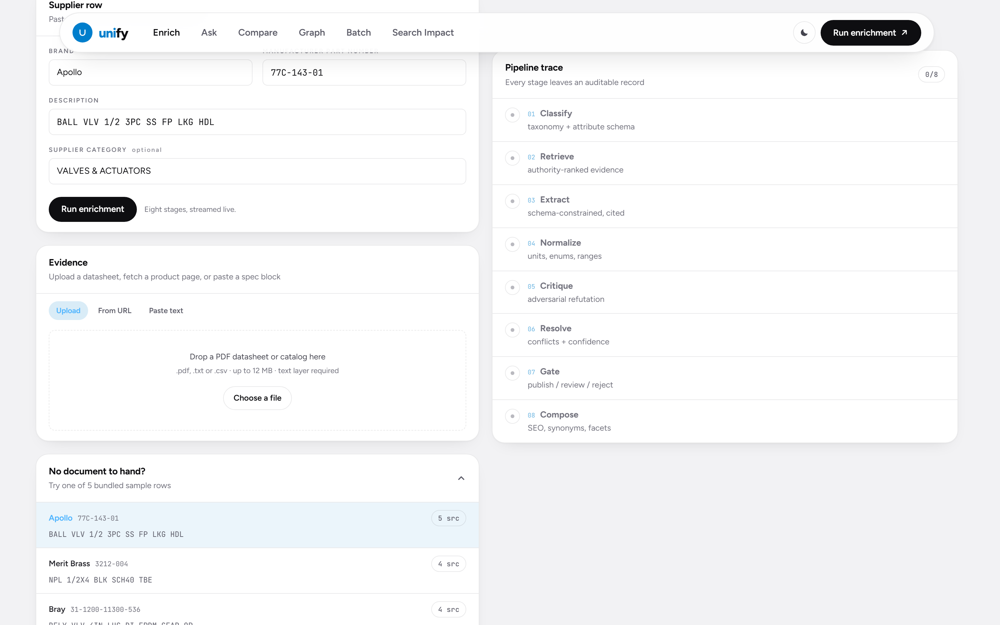 Supplier row
Past
U unify Enrich Ask Compare Graph Batch Search Impact Run enrichment
BRAND MANUFACTURER PART NUMBER
Apollo 77C-143-01
DESCRIPTION
BALL VLV 1/2 3PC SS FP LKG HDL
SUPPLIER CATEGORY optional
VALVES & ACTUATORS
Run enrichment Eight stages, streamed live.
Evidence
Upload a datasheet, fetch a product page, or paste a spec block
Upload From URL Paste text
Drop a PDF datasheet or catalog here
.pdf, .txt or .csv · up to 12 MB · text layer required
Choose a file
No document to hand?
Try one of 5 bundled sample rows
Apollo 77C-143-01 5 src
BALL VLV 1/2 3PC SS FP LKG HDL
Merit Brass 3212-004 4 src
NPL 1/2X4 BLK SCH40 TBE
Bray 31-1200-11300-536 4 src
Pipeline trace
Every stage leaves an auditable record
0/8
01 Classify
taxonomy + attribute schema
02 Retrieve
authority-ranked evidence
03 Extract
schema-constrained, cited
04 Normalize
units, enums, ranges
05 Critique
adversarial refutation
06 Resolve
conflicts + confidence
07 Gate
publish / review / reject
08 Compose
SEO, synonyms, facets